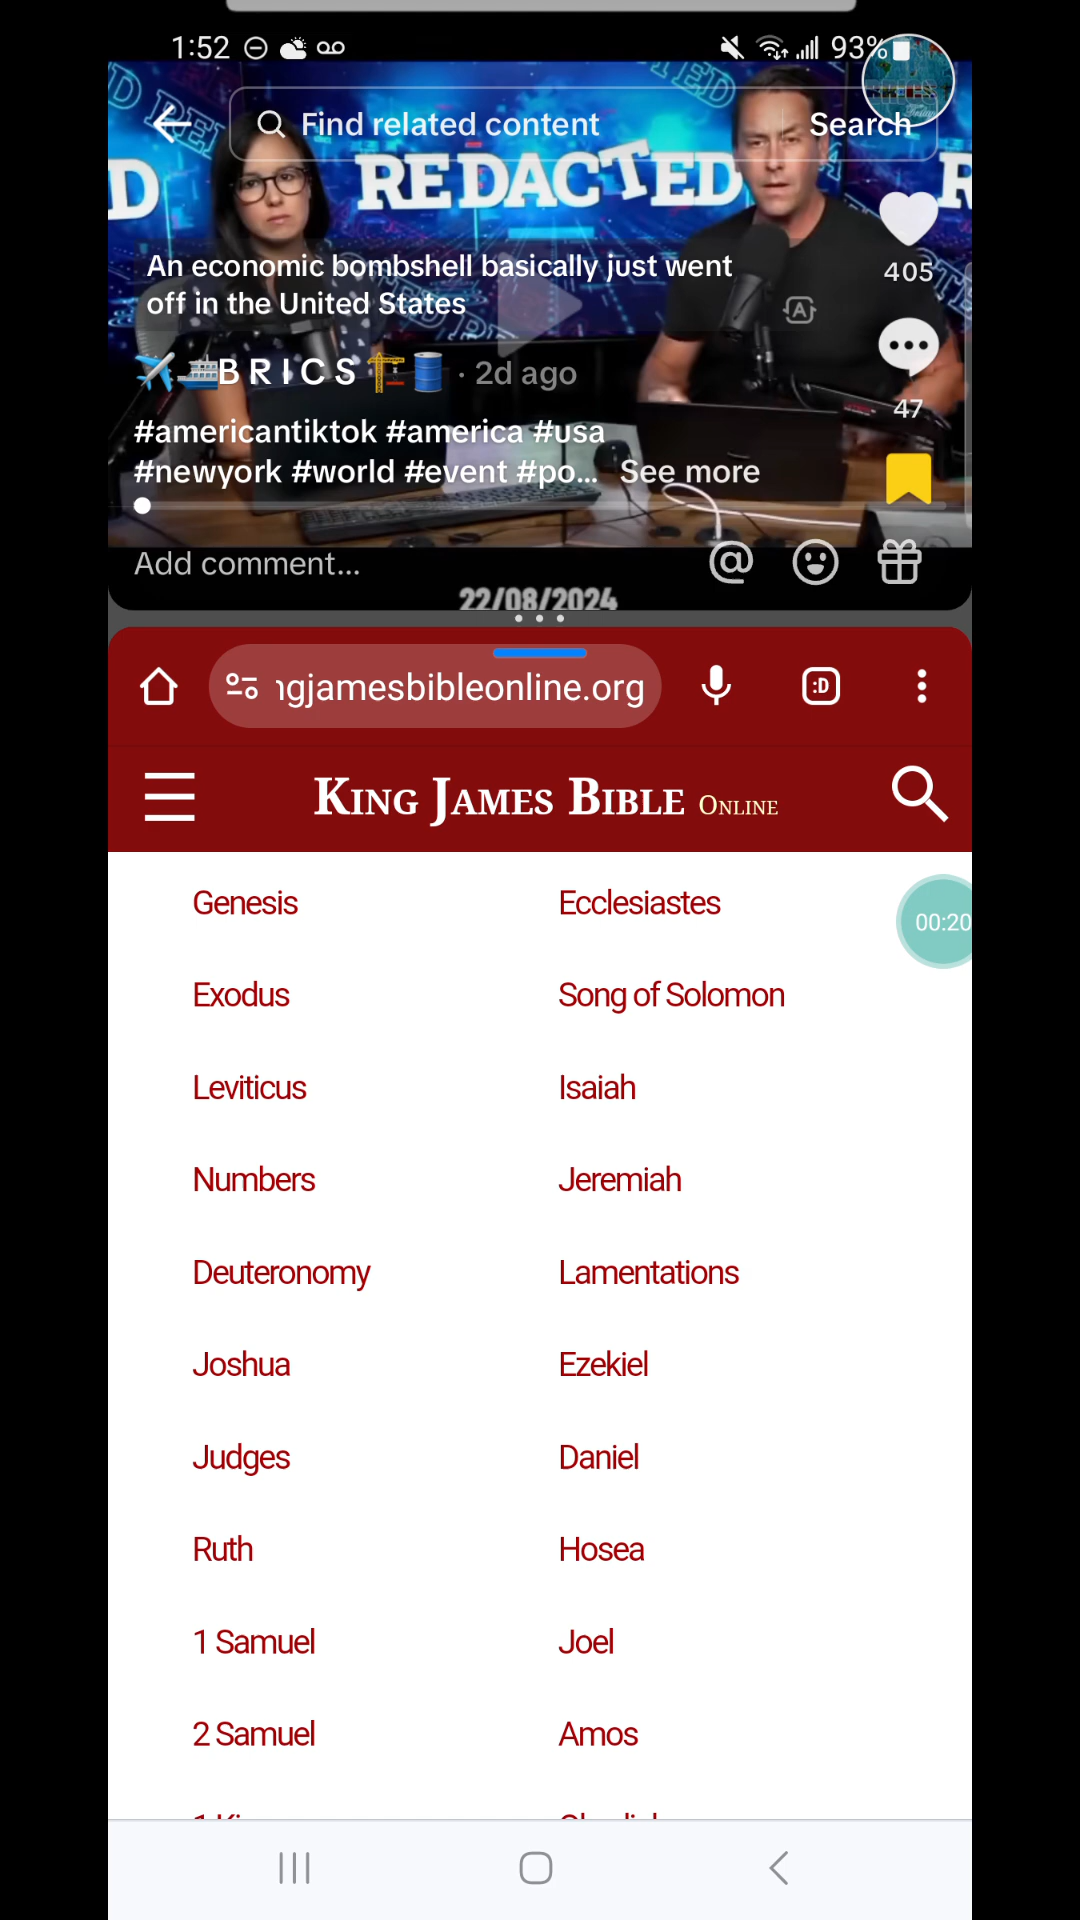 1:52
93%
Find related content
Search
REDACTED
An economic bombshell basically just went
off in the United States
405
B R I C S · 2d ago
47
#americantiktok #america #usa
#newyork #world #event #po... See more
Add comment...
22/08/2024
ngjamesbibleonline.org
:D
KING JAMES BIBLE ONLINE
Genesis
Ecclesiastes
00:20
Exodus
Song of Solomon
Leviticus
Isaiah
Numbers
Jeremiah
Deuteronomy
Lamentations
Joshua
Ezekiel
Judges
Daniel
Ruth
Hosea
1 Samuel
Joel
2 Samuel
Amos